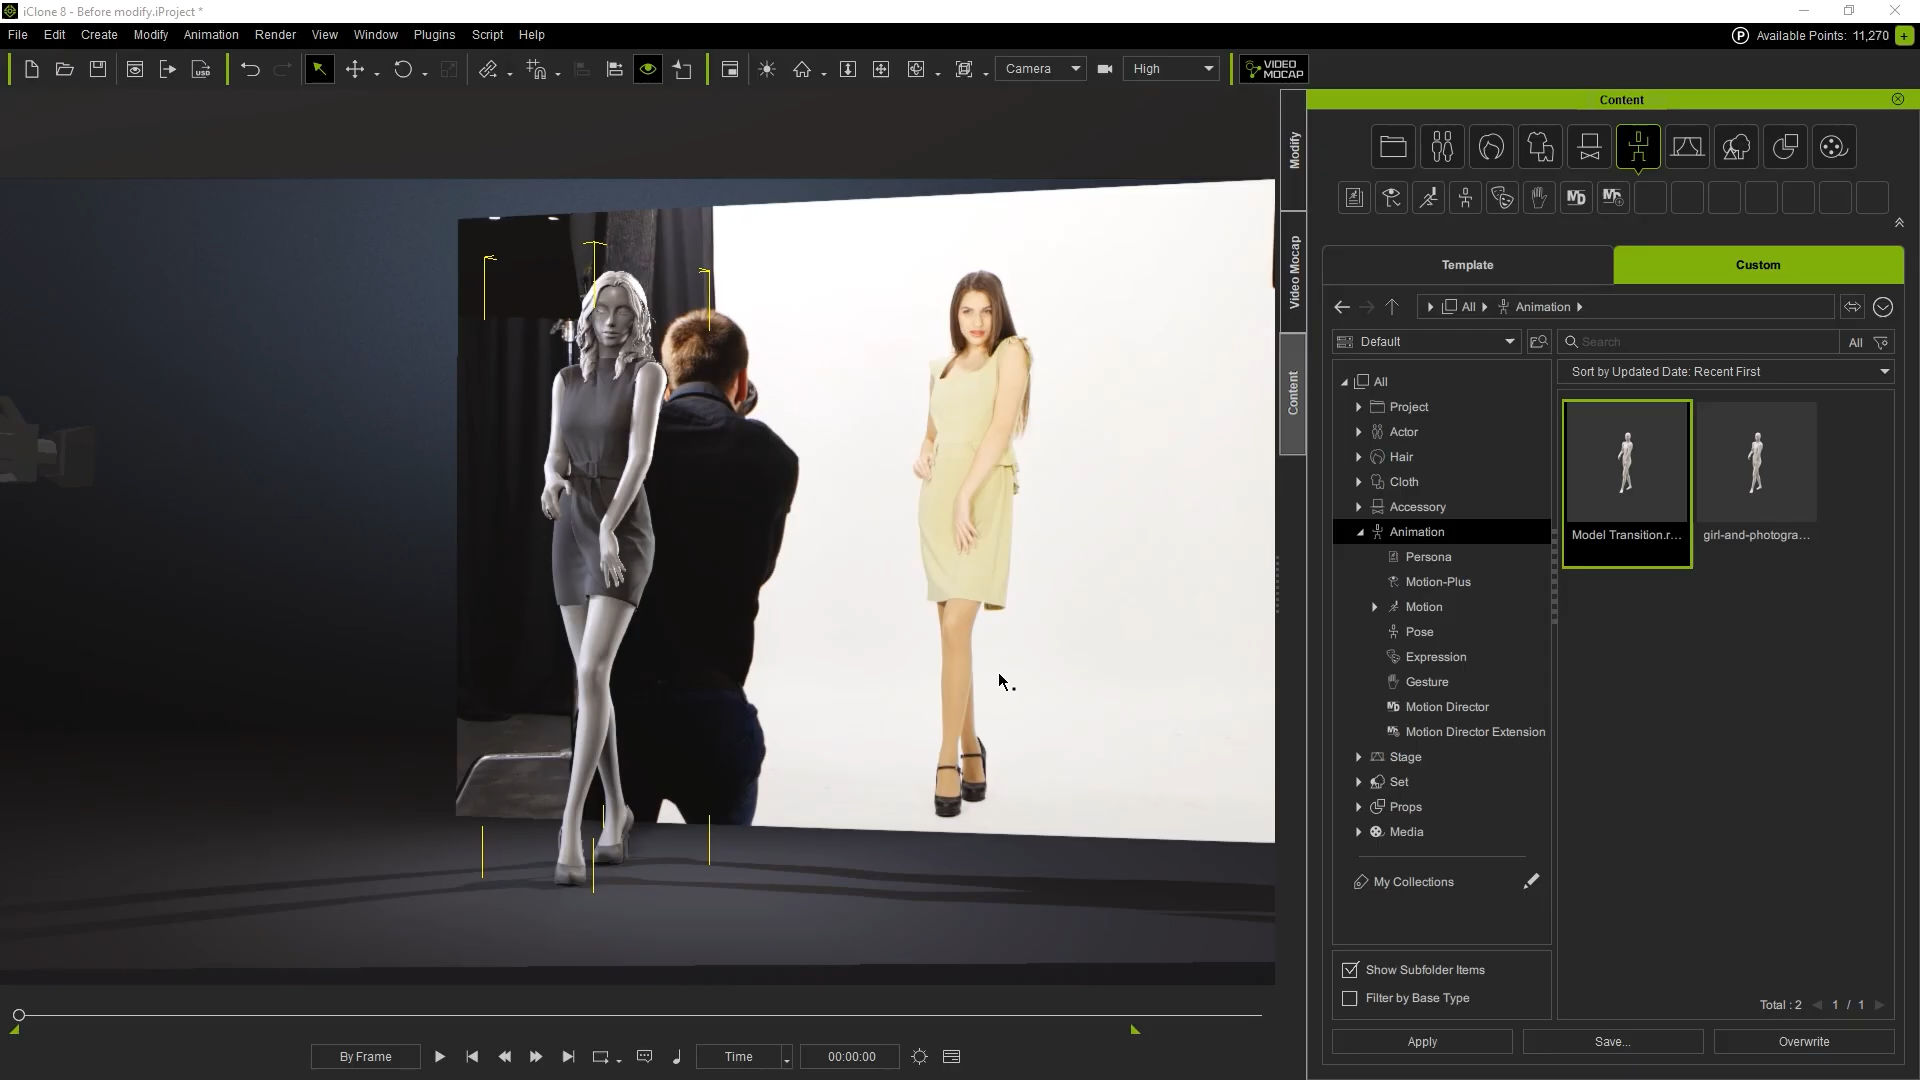 iClone 8 - Before modify.iProject *
File Edit Create Modify Animation Render View Window Plugins Script Help
P Available Points: 11,270 +
USD
Camera
High
VIDEO MOCAP
Content
Modify
Video Mocap
Content
MD
MD
Template
Custom
All
Animation
Default
Search
All
Sort by Updated Date: Recent First
All
Project
Actor
Hair
Cloth
Accessory
Animation
Persona
Motion-Plus
Motion
Pose
Expression
Gesture
MD Motion Director
Motion Director Extension
Stage
Set
Props
Media
My Collections
Model Transition.r...
girl-and-photogra...
Show Subfolder Items
Filter by Base Type
Total : 2
1 / 1
Apply
Save...
Overwrite
By Frame
Time
00:00:00